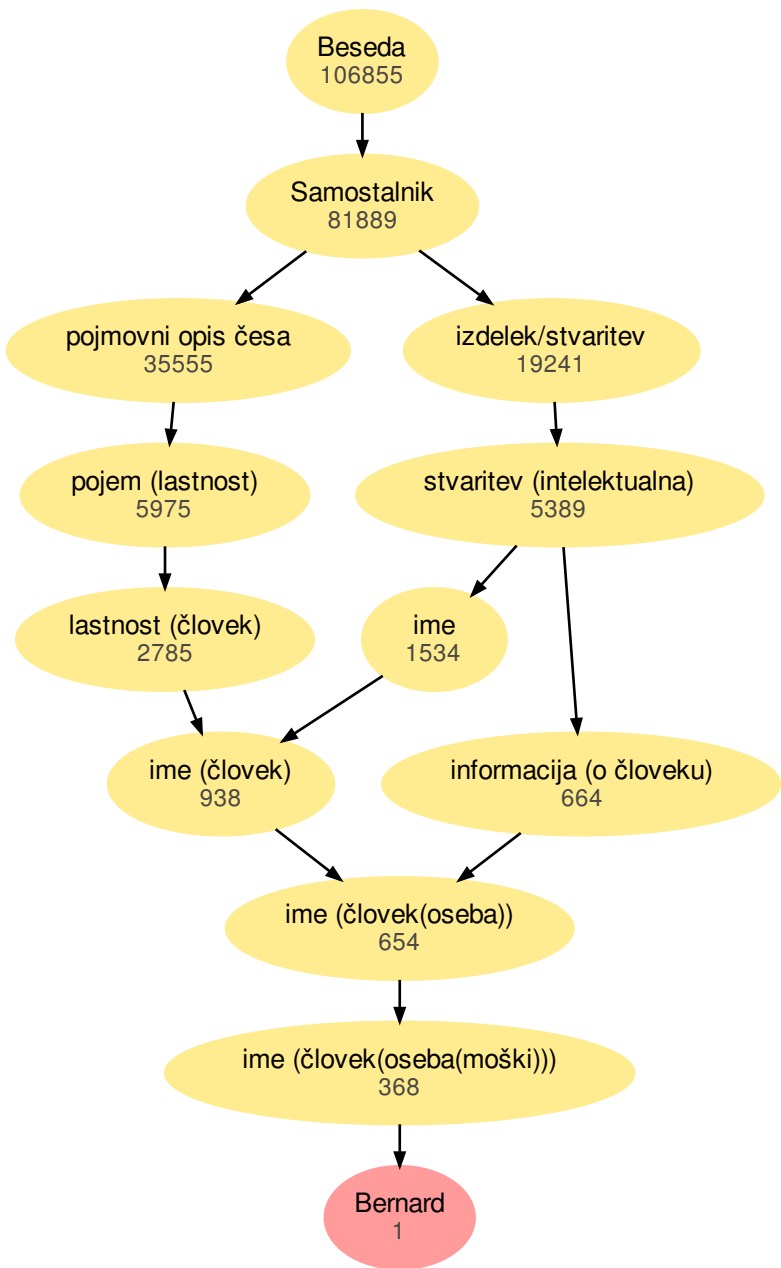 Beseda
106855
Samostalnik
81889
pojmovni opis česa
35555
izdelek/stvaritev
19241
pojem (lastnost)
5975
stvaritev (intelektualna)
5389
lastnost (človek)
2785
ime
1534
ime (človek)
938
informacija (o človeku)
664
ime (človek(oseba))
654
ime (človek(oseba(moški)))
368
Bernard
1